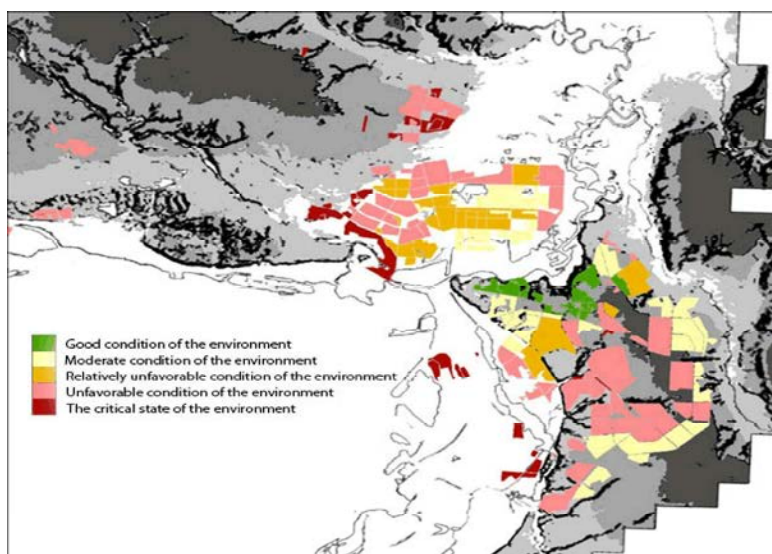 Good condition of the environment
Moderate condition of the environment
Relatively unfavorable condition of the environment
Unfavorable condition of the environment
The critical state of the environment